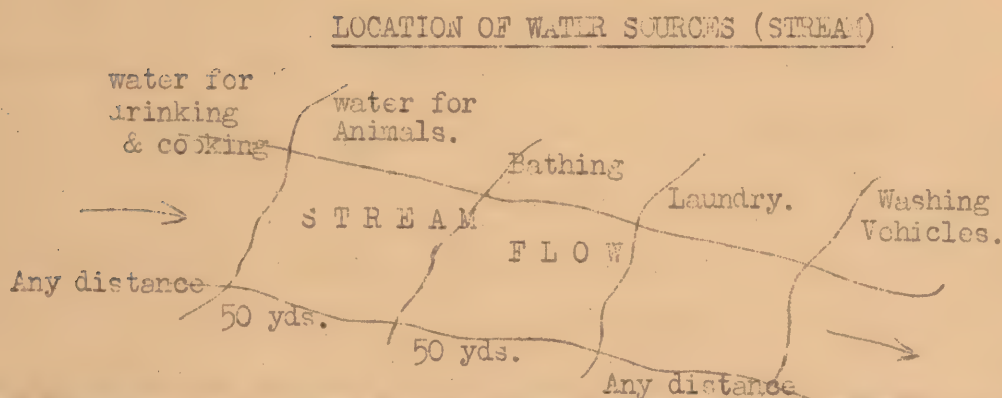 LOCATION OF WATER SOURCES (STREAM)
water for
drinking
& cooking
water for
Animals.
Bathing
Laundry.
Washing
Vehicles.
STREAM
FLOW
Any distance
50 yds.
50 yds.
Any distance